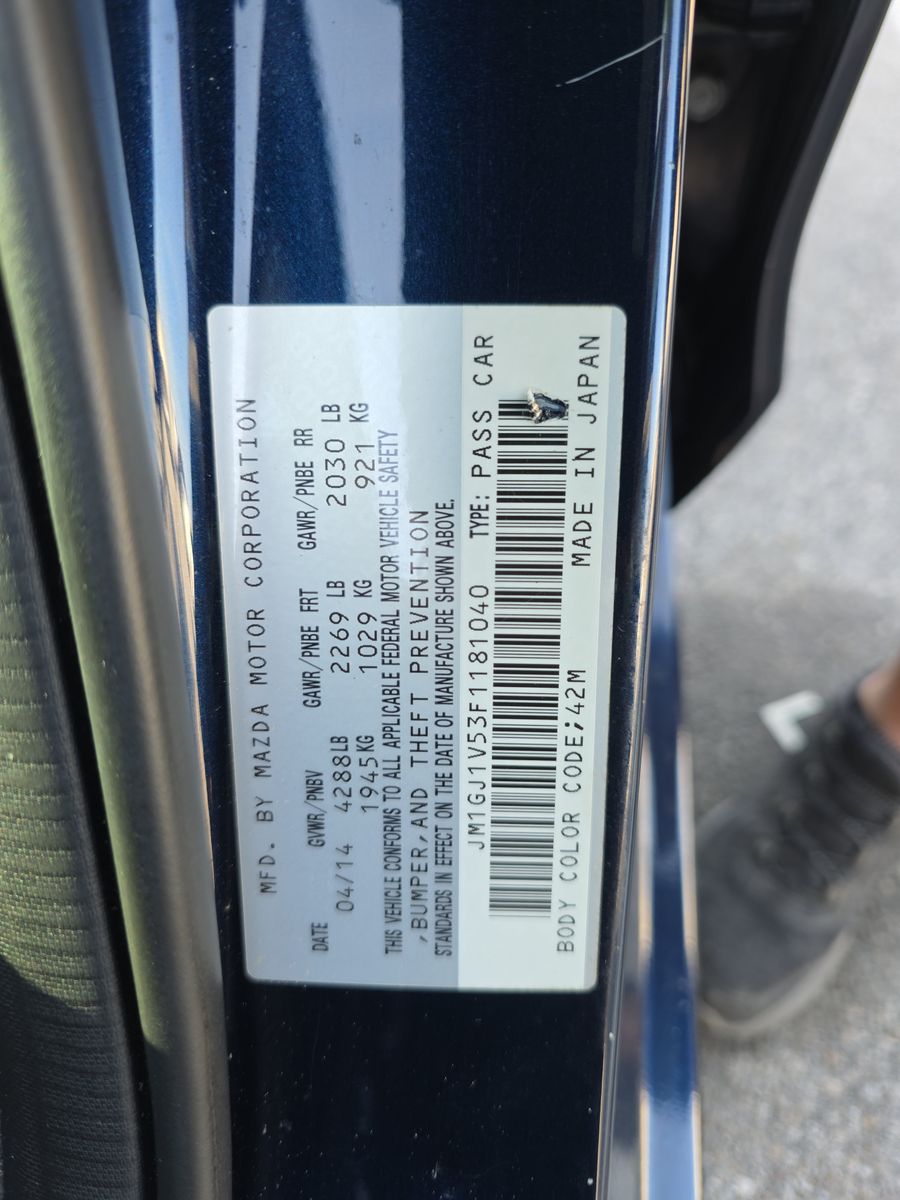 MFD. BY MAZDA MOTOR CORPORATION
DATE GVWR/PNBV GAWR/PNBE FRT GAWR/PNBE RR
04/14 4288LB 2269 LB 2030 LB
1945KG 1029 KG 921 KG
THIS VEHICLE CONFORMS TO ALL APPLICABLE FEDERAL MOTOR VEHICLE SAFETY
,BUMPER,AND THEFT PREVENTION
STANDARDS IN EFFECT ON THE DATE OF MANUFACTURE SHOWN ABOVE.
JM1GJ1V53F1181040 TYPE: PASS CAR
BODY COLOR CODE;42M MADE IN JAPAN